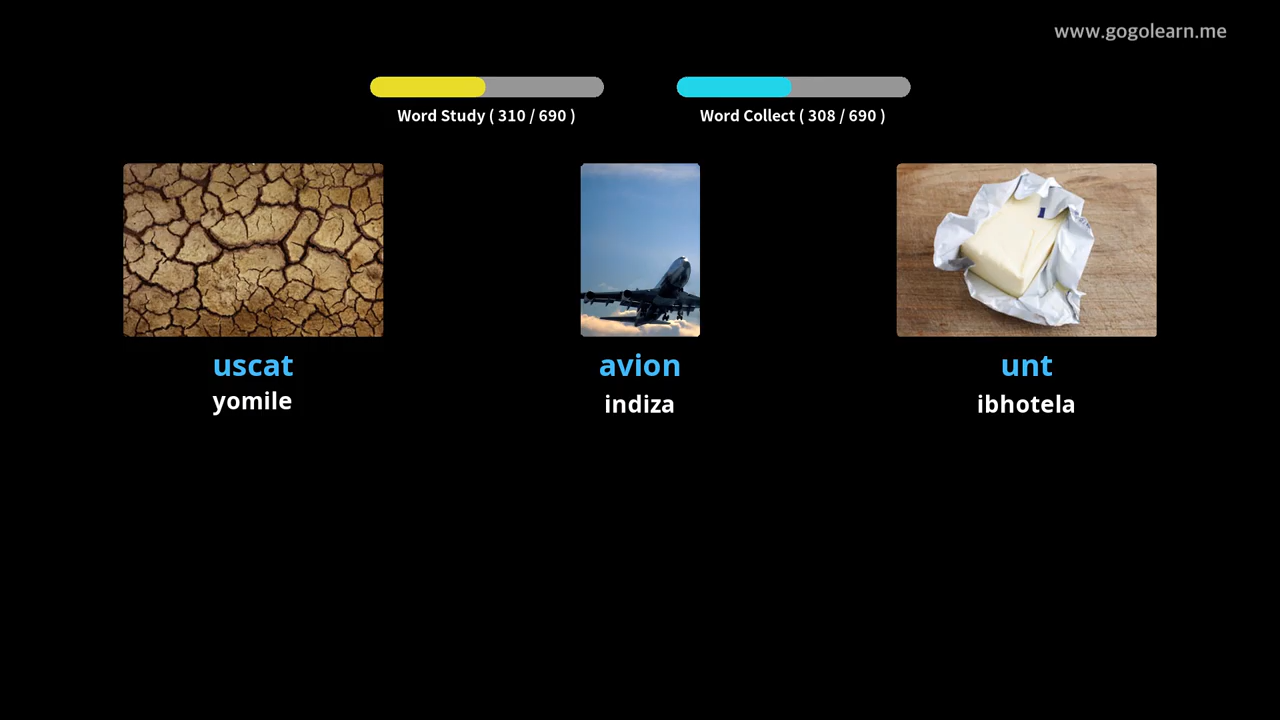 www.gogolearn.me
Word Study ( 310 / 690 )
Word Collect ( 308 / 690 )
uscat
yomile
avion
indiza
unt
ibhotela